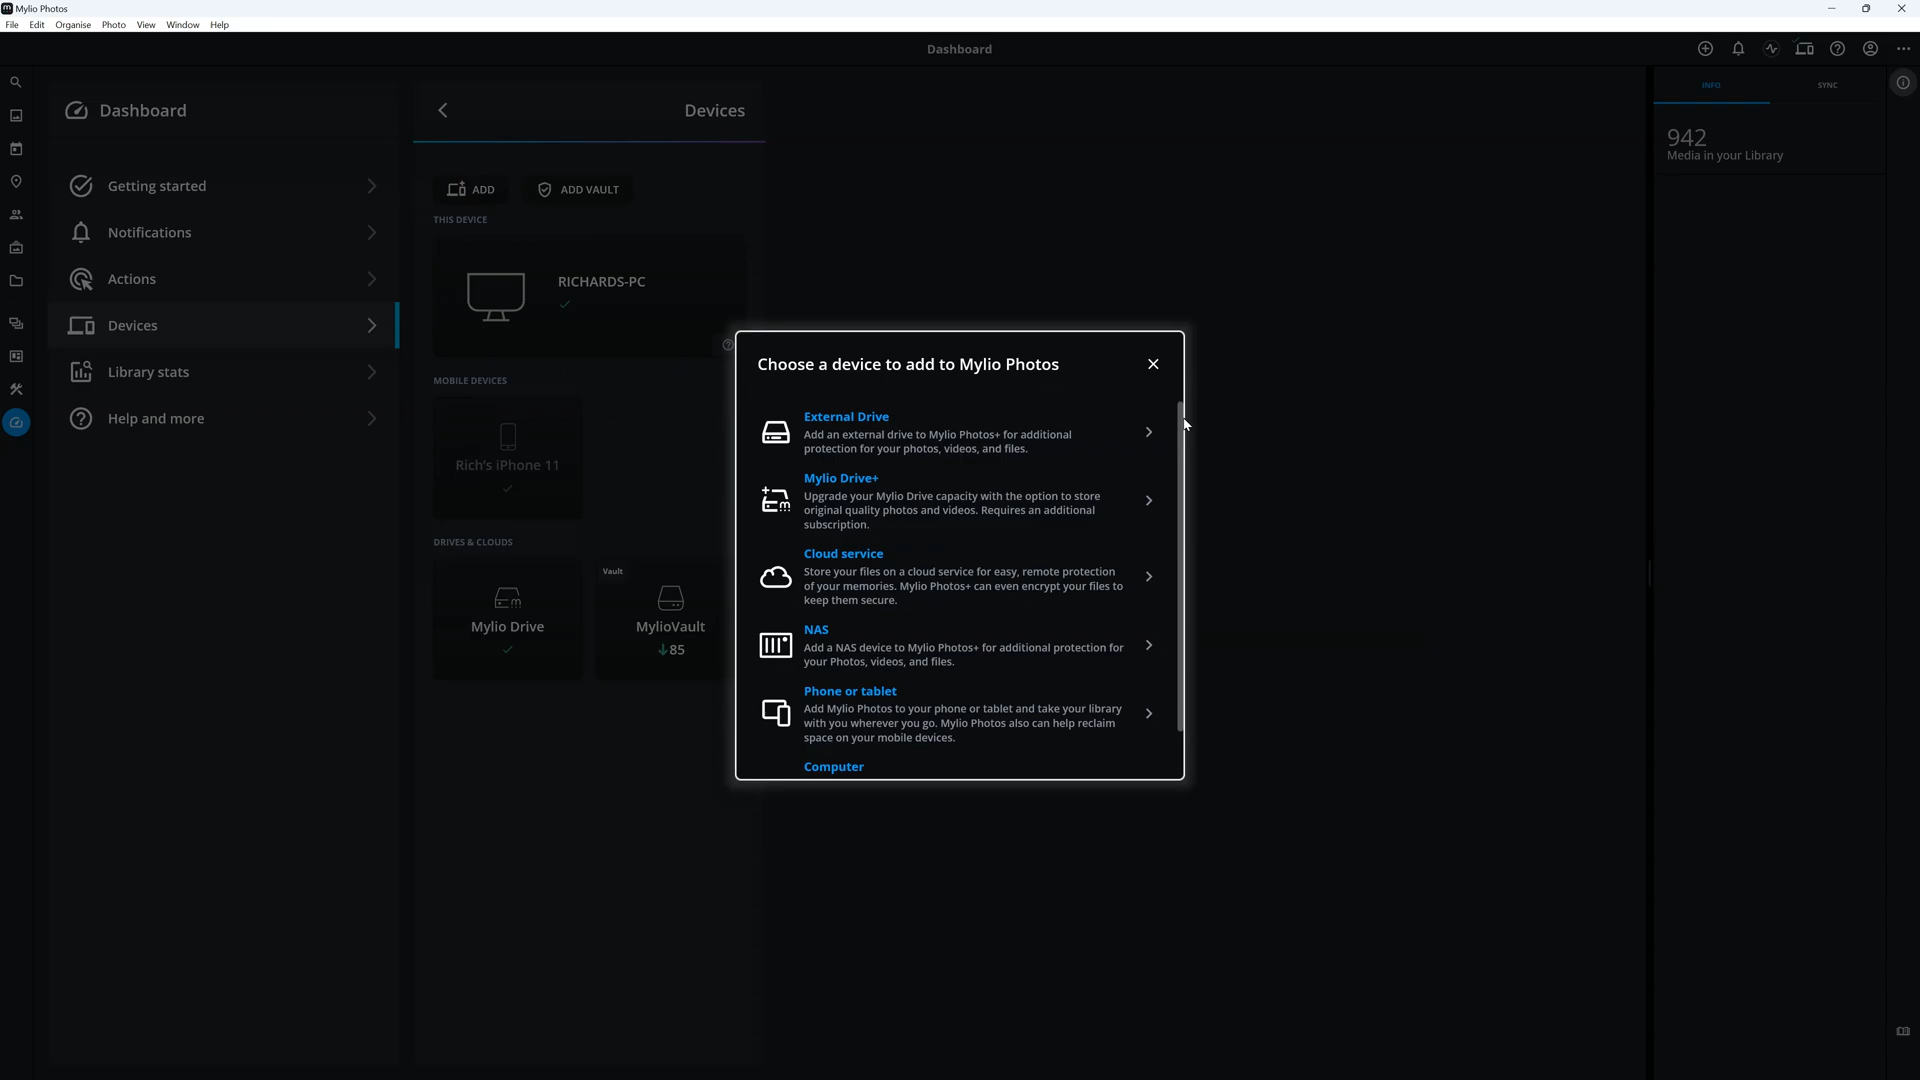 Mylio Photos
File Edit Organise Photo View Window Help
Dashboard
Dashboard
Getting started
Notifications
Actions
Devices
Library stats
Help and more
Devices
ADD
ADD VAULT
THIS DEVICE
RICHARDS-PC
MOBILE DEVICES
Rich's iPhone 11
DRIVES & CLOUDS
Mylio Drive
Vault
MylioVault
85
Choose a device to add to Mylio Photos
External Drive
Add an external drive to Mylio Photos+ for additional
protection for your photos, videos, and files.
Mylio Drive+
Upgrade your Mylio Drive capacity with the option to store
original quality photos and videos. Requires an additional
subscription.
Cloud service
Store your files on a cloud service for easy, remote protection
of your memories. Mylio Photos+ can even encrypt your files to
keep them secure.
NAS
Add a NAS device to Mylio Photos+ for additional protection for
your Photos, videos, and files.
Phone or tablet
Add Mylio Photos to your phone or tablet and take your library
with you wherever you go. Mylio Photos also can help reclaim
space on your mobile devices.
Computer
INFO
SYNC
942
Media in your Library